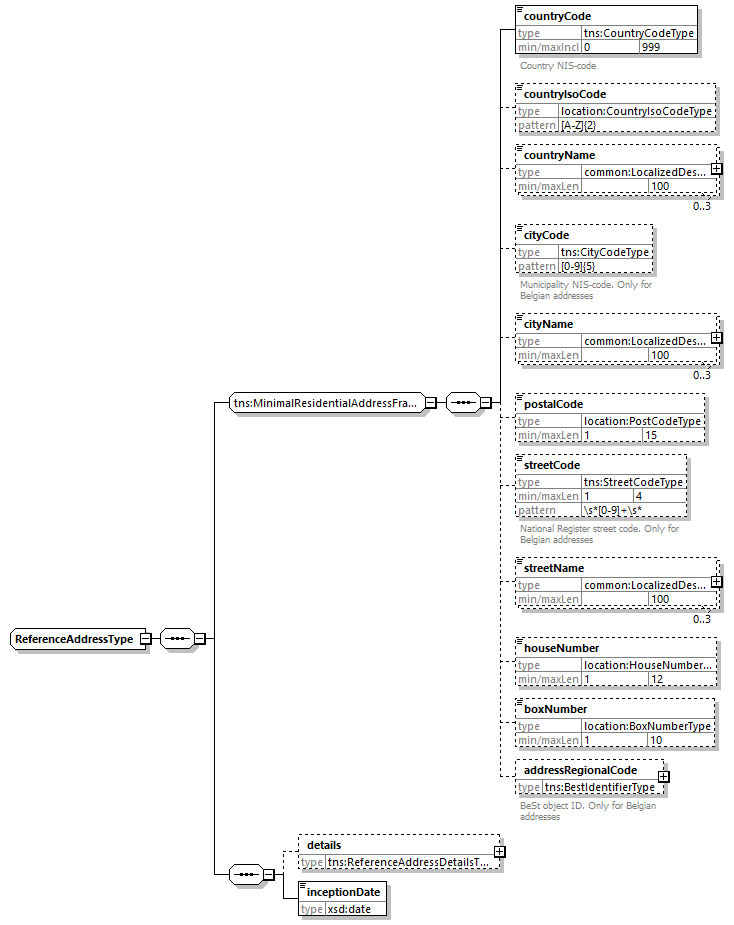 countryCode
type tns:CountryCodeType
min/maxIncl 0 999
Country NIS-code
countryIsoCode
type location:CountryIsoCodeType
pattern [A-Z]{2}
countryName
type common:LocalizedDes...
min/maxLen 100
0..3
cityCode
type tns:CityCodeType
pattern [0-9]{5}
Municipality NIS-code. Only for
Belgian addresses
cityName
type common:LocalizedDes...
min/maxLen 100
0..3
tns:MinimalResidentialAddressFra...
postalCode
type location:PostCodeType
min/maxLen 1 15
streetCode
type tns:StreetCodeType
min/maxLen 1 4
pattern \s*[0-9]+\s*
National Register street code. Only for
Belgian addresses
streetName
type common:LocalizedDes...
min/maxLen 100
0..3
ReferenceAddressType
houseNumber
type location:HouseNumber...
min/maxLen 1 12
boxNumber
type location:BoxNumberType
min/maxLen 1 10
addressRegionalCode
type tns:BestIdentifierType
BeSt object ID. Only for Belgian
addresses
details
type tns:ReferenceAddressDetailsT...
inceptionDate
type xsd:date